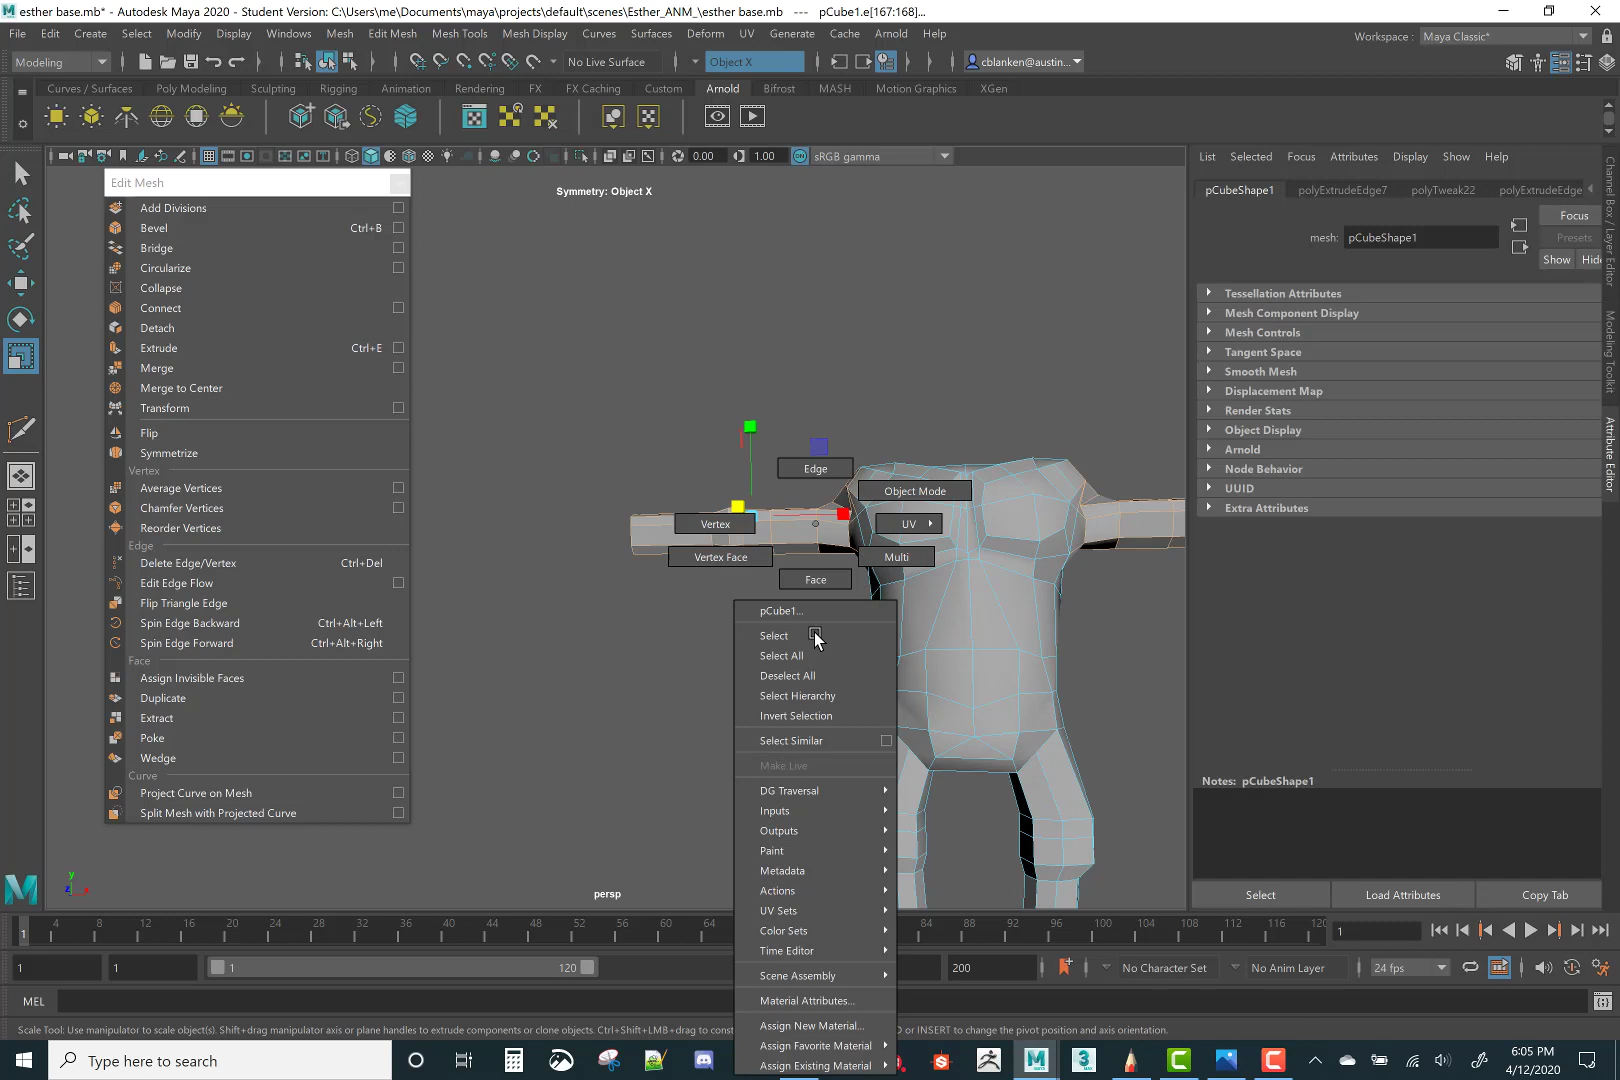 esther base.mb* - Autodesk Maya 2020 - Student Version: C:\Users\me\Documents\maya\projects\default\scenes\Esther_ANM_\esther base.mb --- pCube1.e[167:168]...
File Edit Create Select Modify Display Windows Mesh Edit Mesh Mesh Tools Mesh Display Curves Surfaces Deform UV Generate Cache Arnold Help
Workspace : Maya Classic*
Modeling No Live Surface Object X cblanken@austin...
Curves / Surfaces Poly Modeling Sculpting Rigging Animation Rendering FX FX Caching Custom Arnold Bifrost MASH Motion Graphics XGen
0.00 1.00 sRGB gamma
List Selected Focus Attributes Display Show Help
Edit Mesh
Symmetry: Object X
pCubeShape1 polyExtrudeEdge7 polyTweak22 polyExtrudeEdge
Add Divisions
Bevel Ctrl+B
Bridge
Circularize
Collapse
Connect
Detach
Extrude Ctrl+E
Merge
Merge to Center
Transform
Flip
Symmetrize
Vertex
Average Vertices
Chamfer Vertices
Reorder Vertices
Edge
Delete Edge/Vertex Ctrl+Del
Edit Edge Flow
Flip Triangle Edge
Spin Edge Backward Ctrl+Alt+Left
Spin Edge Forward Ctrl+Alt+Right
Face
Assign Invisible Faces
Duplicate
Extract
Poke
Wedge
Curve
Project Curve on Mesh
Split Mesh with Projected Curve
Edge
Object Mode
Vertex
UV
Vertex Face
Multi
Face
pCube1...
Select
Select All
Deselect All
Select Hierarchy
Invert Selection
Select Similar
Make Live
DG Traversal
Inputs
Outputs
Paint
Metadata
Actions
UV Sets
Color Sets
Time Editor
Scene Assembly
Material Attributes...
Assign New Material...
Assign Favorite Material
Assign Existing Material
Focus
mesh: pCubeShape1
Presets
Show Hide
Tessellation Attributes
Mesh Component Display
Mesh Controls
Tangent Space
Smooth Mesh
Displacement Map
Render Stats
Object Display
Arnold
Node Behavior
UUID
Extra Attributes
Notes: pCubeShape1
Select Load Attributes Copy Tab
Channel Box / Layer Editor
Modeling Toolkit
Attribute Editor
y
z
x
persp
4 8 12 16 20 24 28 32 36 40 44 48 52 56 60 64 84 88 92 96 100 104 108 112 116 120
1
1
1 1 1 120 200 No Character Set No Anim Layer 24 fps
MEL
Scale Tool: Use manipulator to scale object(s). Shift+drag manipulator axis or plane handles to extrude components or clone objects. Ctrl+Shift+LMB+drag to const
D or INSERT to change the pivot position and axis orientation.
Type here to search
6:05 PM
4/12/2020